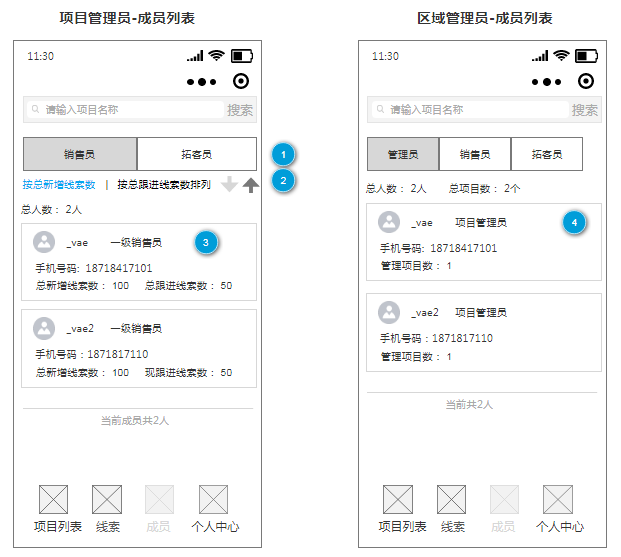 项目管理员-成员列表
11:30
请输入项目名称 搜索
销售员 拓客员
1
按总新增线索数 | 按总跟进线索数排列
2
总人数： 2人
_vae 一级销售员
3
手机号码: 18718417101
总新增线索数： 100 总跟进线索数： 50
_vae2 一级销售员
手机号码：1871817110
总新增线索数： 100 现跟进线索数： 50
当前成员共2人
项目列表 线索 成员 个人中心
区域管理员-成员列表
11:30
请输入项目名称 搜索
管理员 销售员 拓客员
总人数： 2人 总项目数： 2个
_vae 项目管理员
4
手机号码: 18718417101
管理项目数： 1
_vae2 项目管理员
手机号码：1871817110
管理项目数： 1
当前共2人
项目列表 线索 成员 个人中心